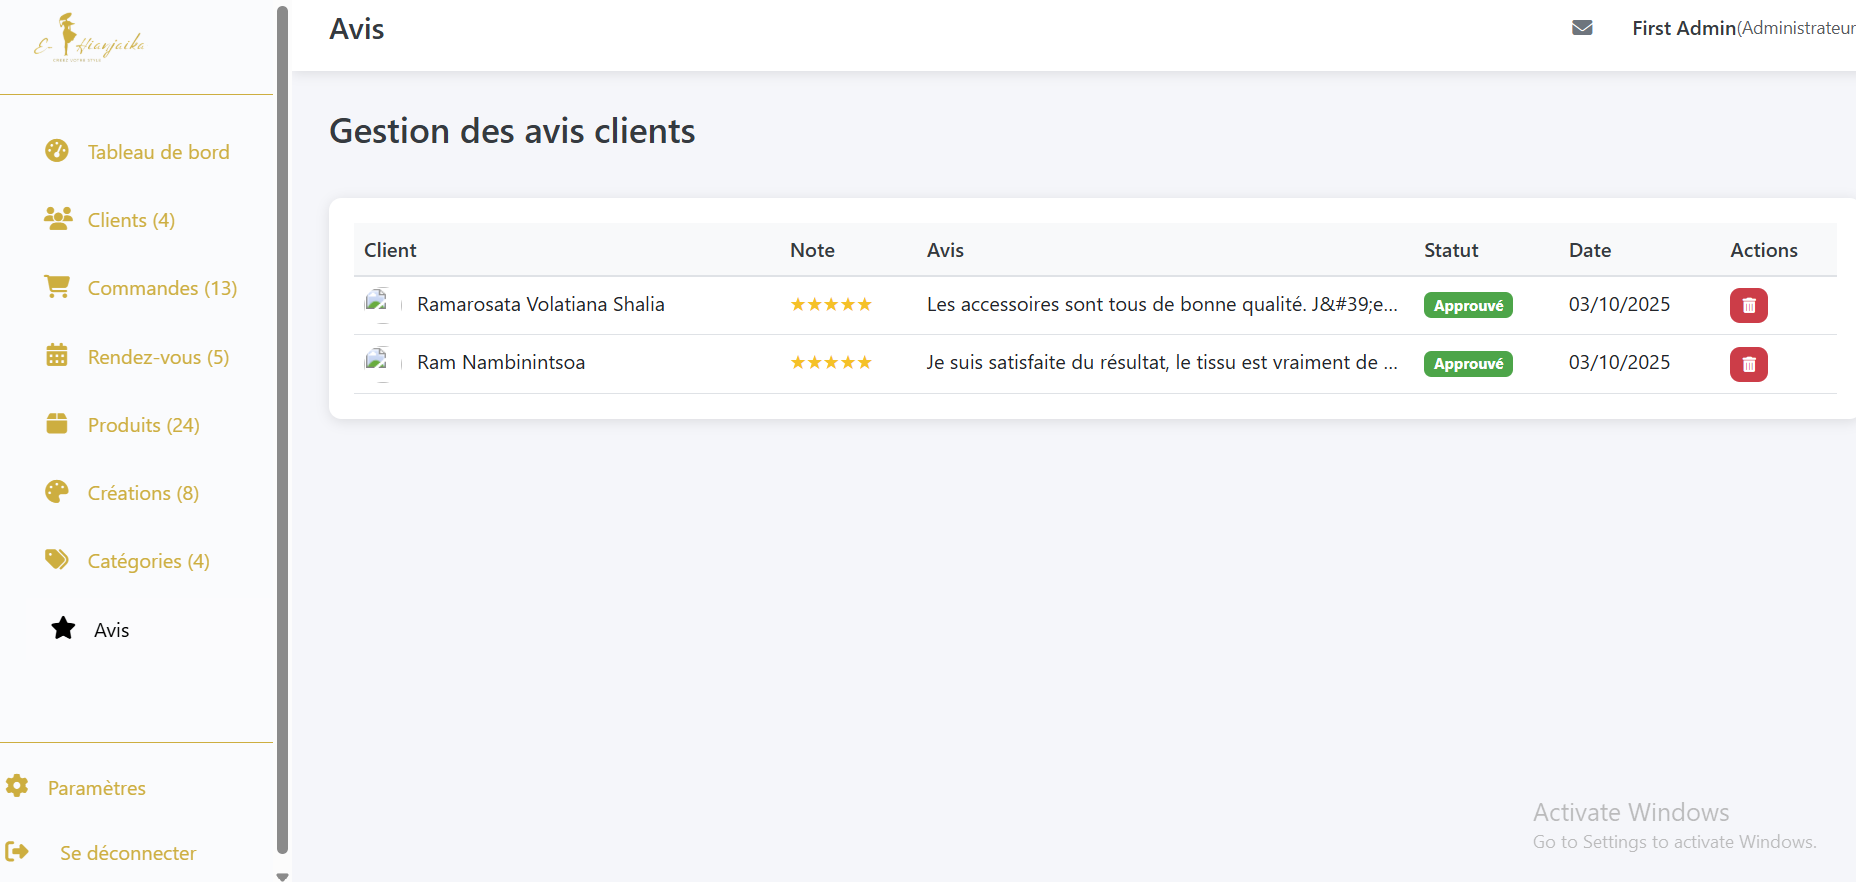 E-Hianjaika
Avis
First Admin(Administrateur
Tableau de bord
Clients (4)
Commandes (13)
Rendez-vous (5)
Produits (24)
Créations (8)
Catégories (4)
Avis
Paramètres
Se déconnecter
Gestion des avis clients
Client Note Avis Statut Date Actions
Ramarosata Volatiana Shalia ★★★★★ Les accessoires sont tous de bonne qualité. J&#39;e... Approuvé 03/10/2025
Ram Nambinintsoa ★★★★★ Je suis satisfaite du résultat, le tissu est vraiment de ... Approuvé 03/10/2025
Activate Windows
Go to Settings to activate Windows.